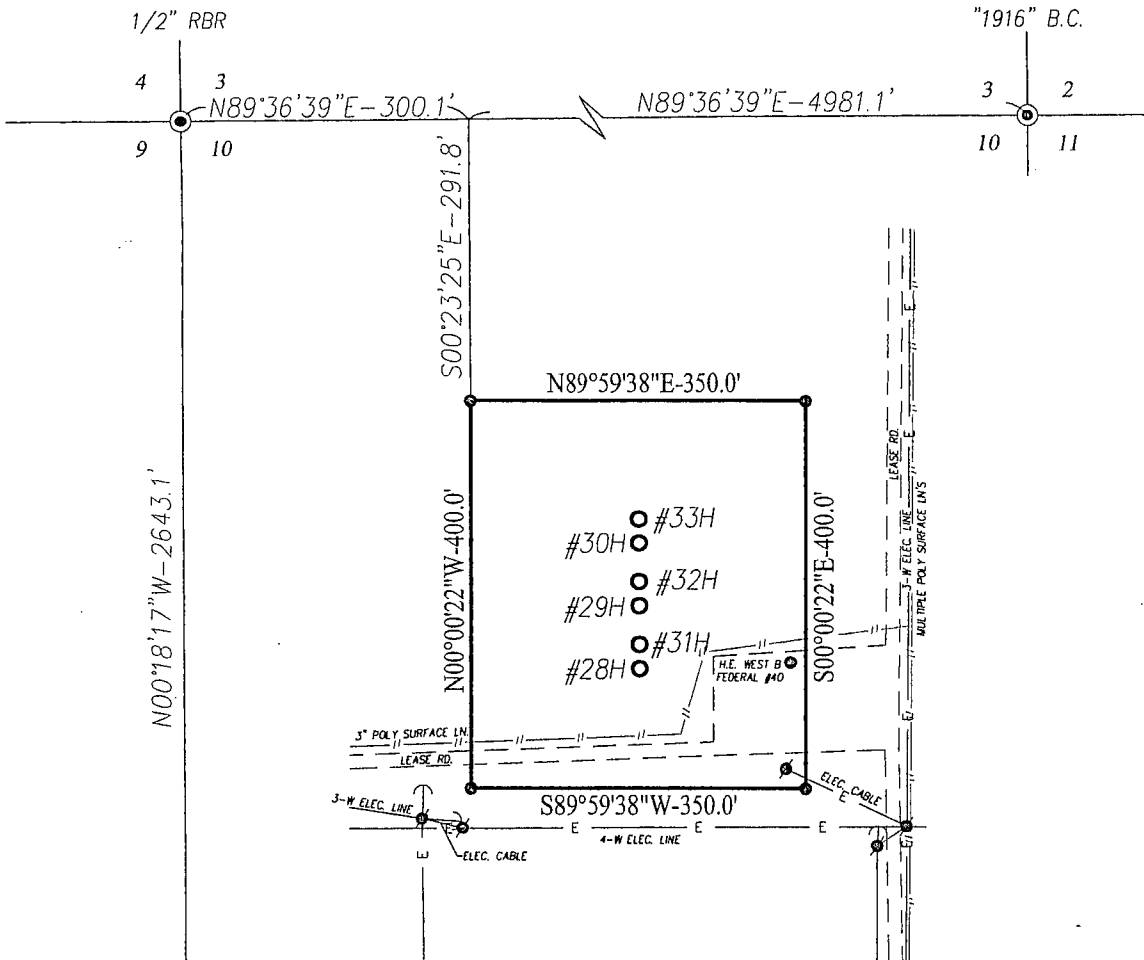 1/2" RBR
"1916" B.C.
4
3
N89°36'39"E-300.1'
N89°36'39"E-4981.1'
3
2
9
10
10
11
S00°23'25"E-291.8'
N00°18'17"W-2643.1'
N89°59'38"E-350.0'
N00°00'22"W-400.0'
S00°00'22"E-400.0'
#33H
#30H
#32H
#29H
#31H
#28H
H.E. WEST B
FEDERAL #40
LEASE RD.
E
E
3-W ELEC. LINE
MULTIPLE POLY SURFACE LN'S
3" POLY SURFACE LN.
LEASE RD.
S89°59'38"W-350.0'
ELEC. CABLE
E
E
3-W ELEC. LINE
E
E
E
E
E
4-W ELEC. LINE
ELEC. CABLE
E